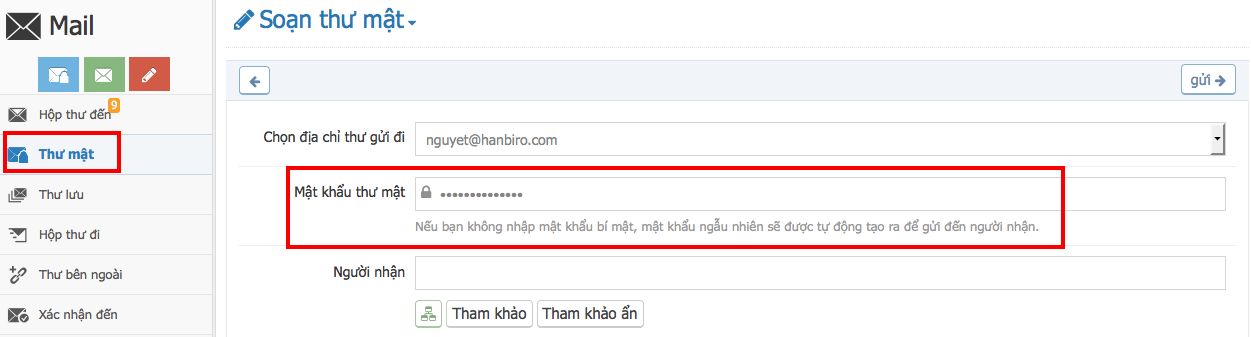 Mail
Hộp thư đến 9
Thư mật
Thư lưu
Hộp thư đi
Thư bên ngoài
Xác nhận đến
Soạn thư mật
gửi
Chọn địa chỉ thư gửi đi
nguyet@hanbiro.com
Mật khẩu thư mật
••••••••••••••
Nếu bạn không nhập mật khẩu bí mật, mật khẩu ngẫu nhiên sẽ được tự động tạo ra để gửi đến người nhận.
Người nhận
Tham khảo
Tham khảo ẩn